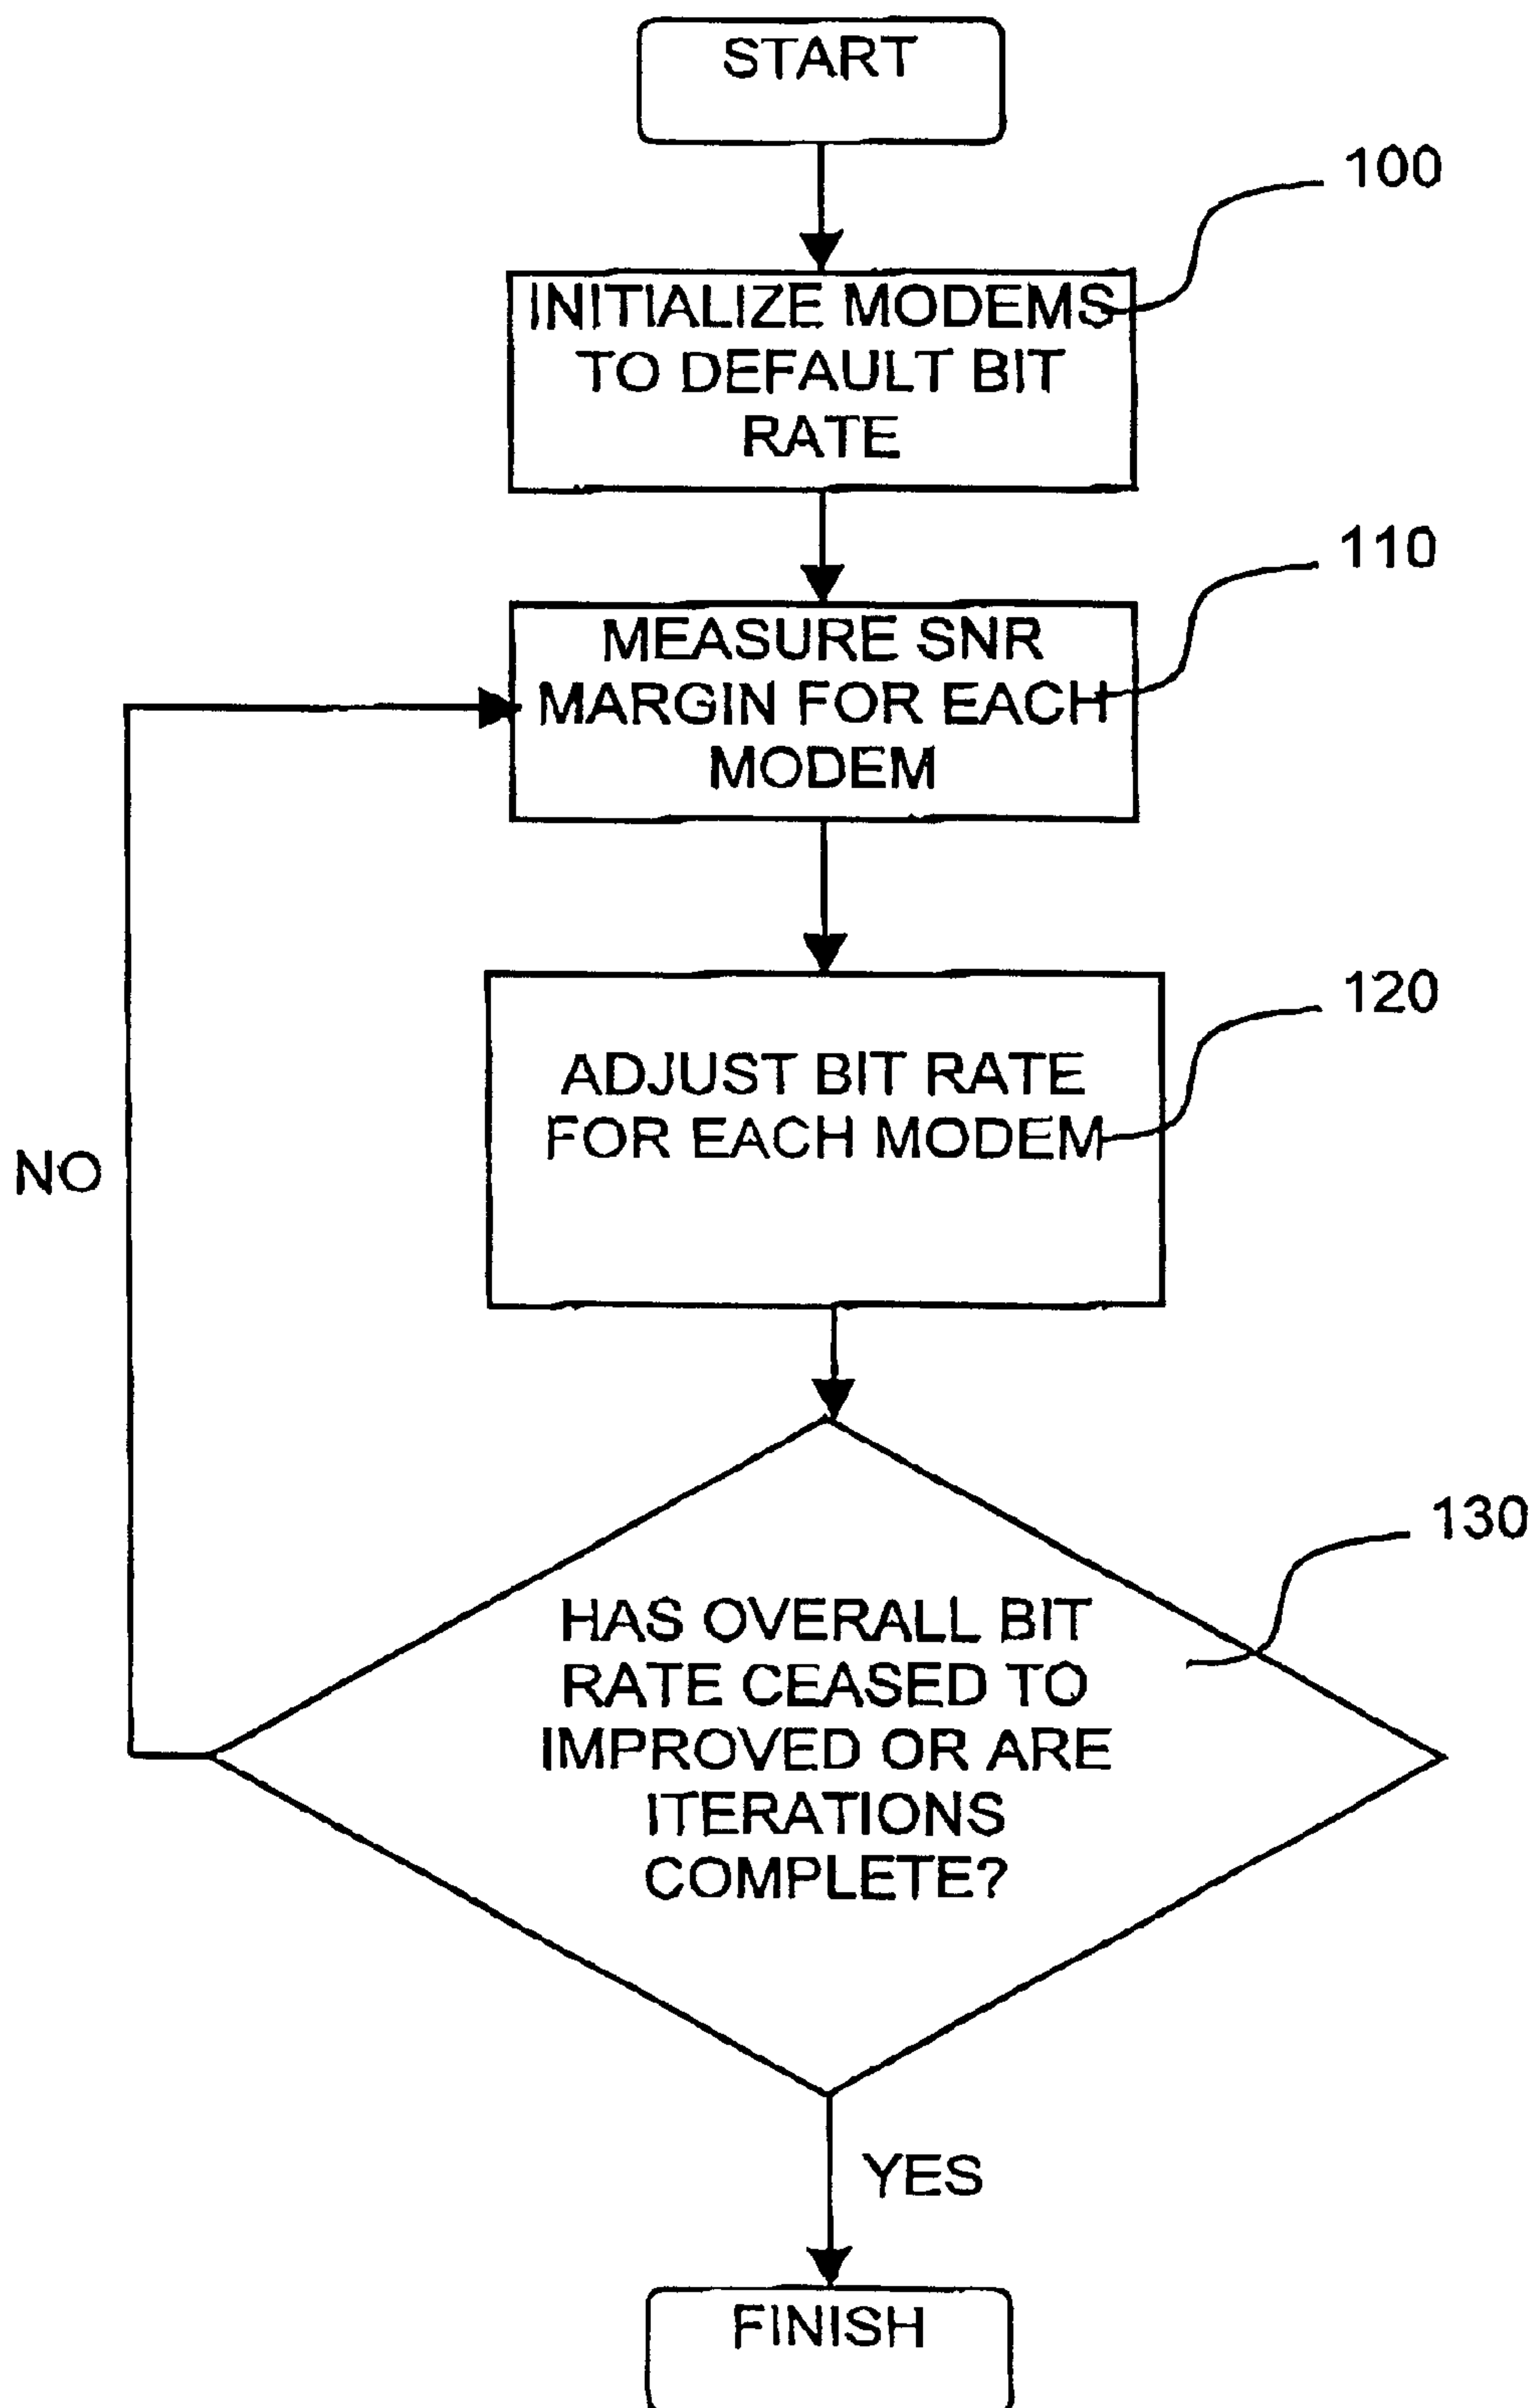 START
100
INITIALIZE MODEMS
TO DEFAULT BIT
RATE
110
MEASURE SNR
MARGIN FOR EACH
MODEM
120
ADJUST BIT RATE
FOR EACH MODEM
NO
130
HAS OVERALL BIT
RATE CEASED TO
IMPROVED OR ARE
ITERATIONS
COMPLETE?
YES
FINISH